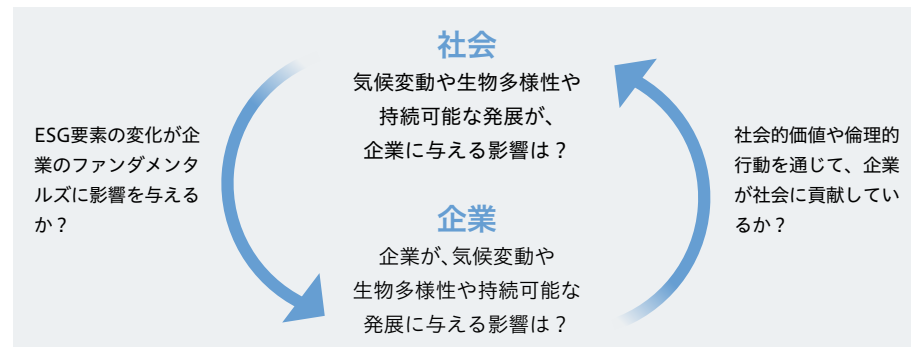 社会
気候変動や生物多様性や
持続可能な発展が、
企業に与える影響は？
ESG要素の変化が企
業のファンダメンタ
ルズに影響を与える
か？
社会的価値や倫理的
行動を通じて、企業
が社会に貢献してい
るか？
企業
企業が、気候変動や
生物多様性や持続可能な
発展に与える影響は？